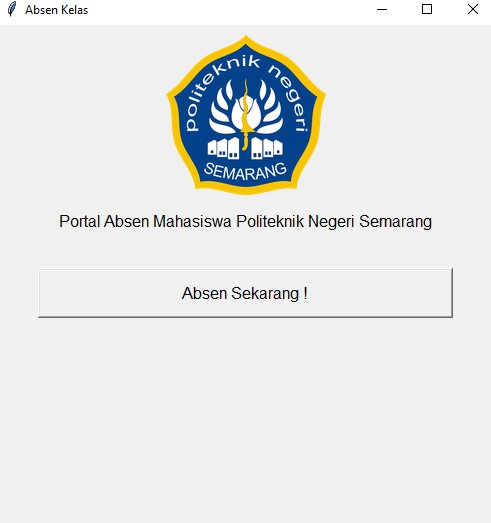 Absen Kelas
politeknik negeri
SEMARANG
Portal Absen Mahasiswa Politeknik Negeri Semarang
Absen Sekarang !